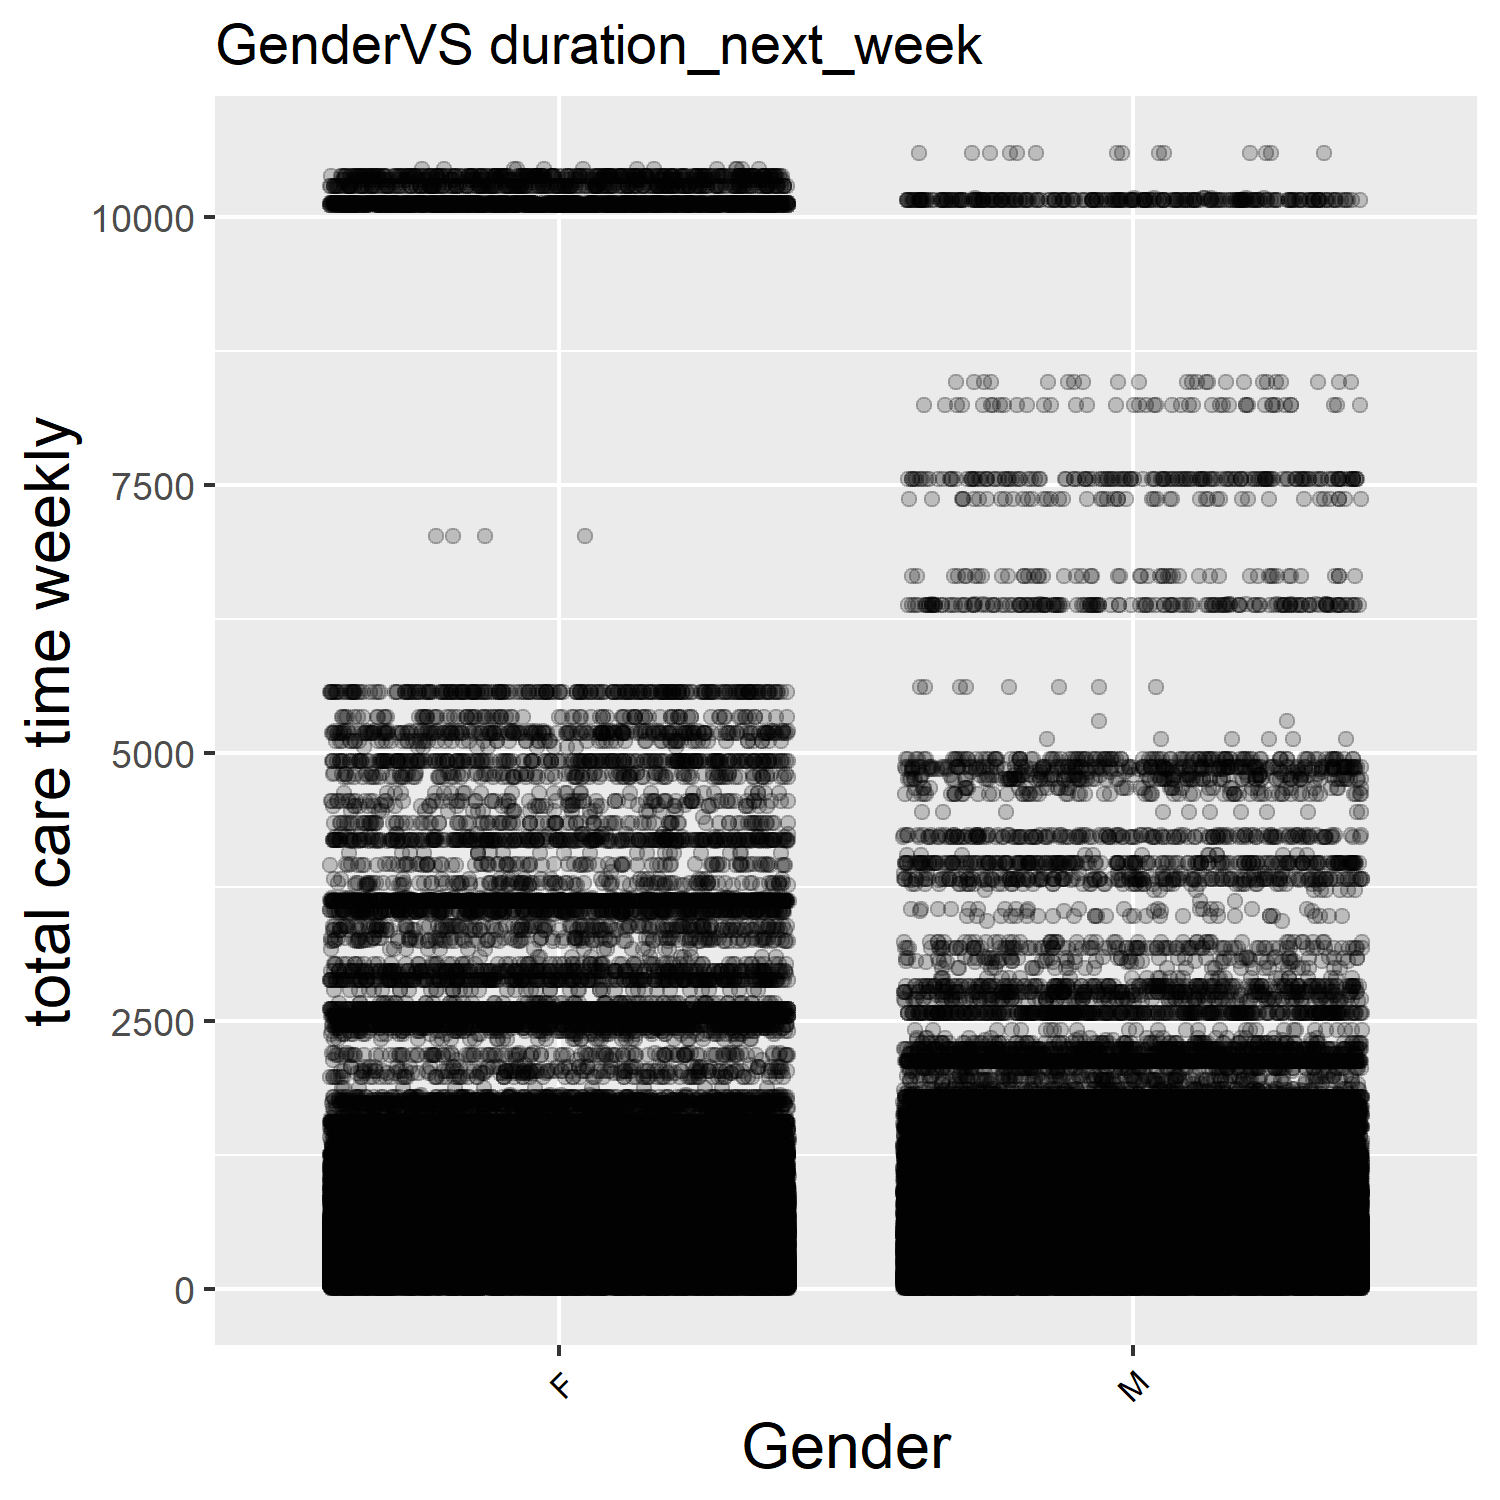 GenderVS duration_next_week
total care time weekly
10000
7500
5000
2500
0
F
M
Gender